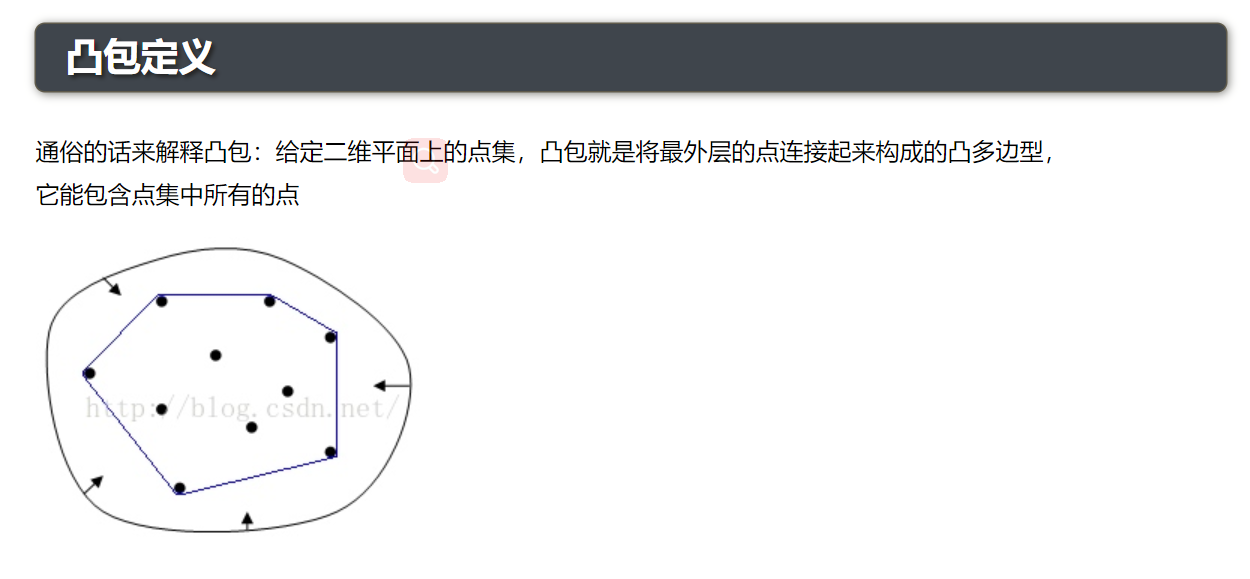 凸包定义
通俗的话来解释凸包：给定二维平面上的点集，凸包就是将最外层的点连接起来构成的凸多边型，
它能包含点集中所有的点
http://blog.csdn.net/